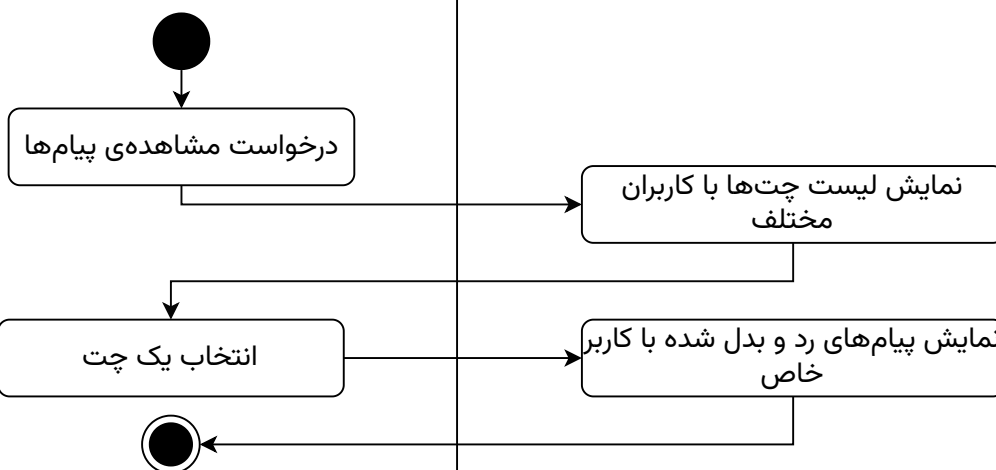 درخواست مشاهده‌ی پیام‌ها
نمایش لیست چت‌ها با کاربران
مختلف
انتخاب یک چت
نمایش پیام‌های رد و بدل شده با کاربر
خاص